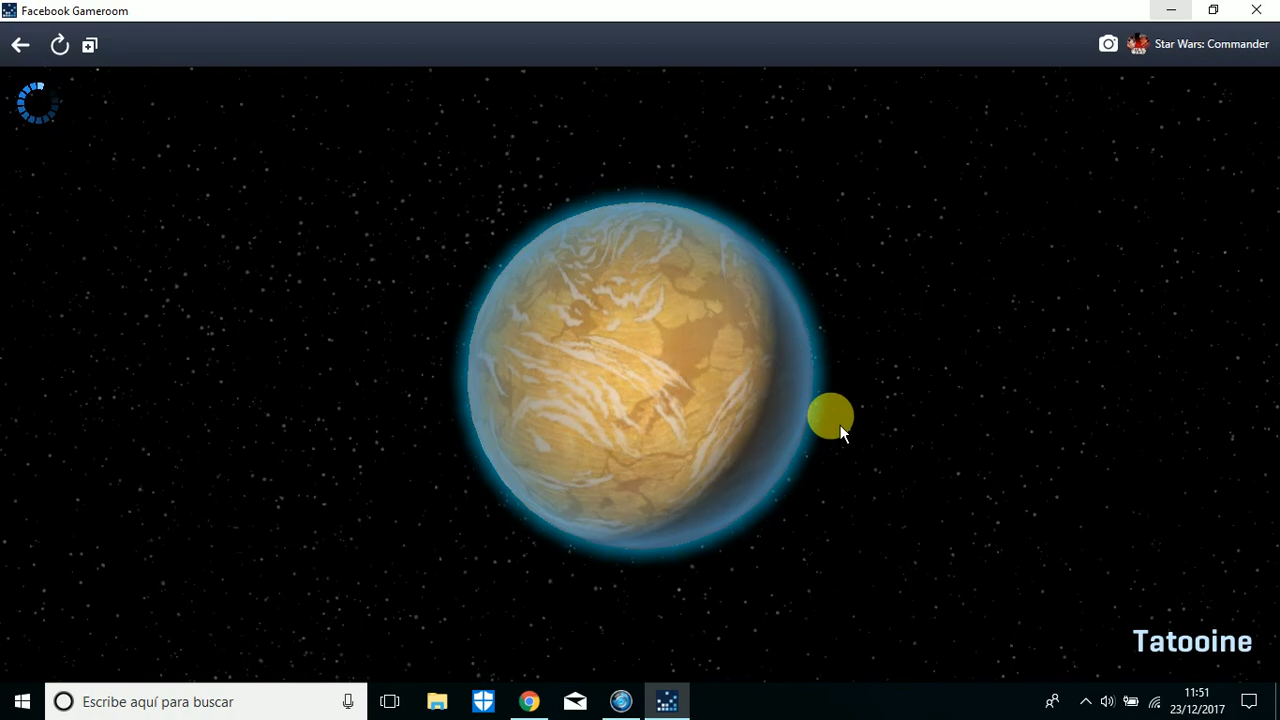 Facebook Gameroom
Star Wars: Commander
Tatooine
Escribe aquí para buscar
11:51
23/12/2017